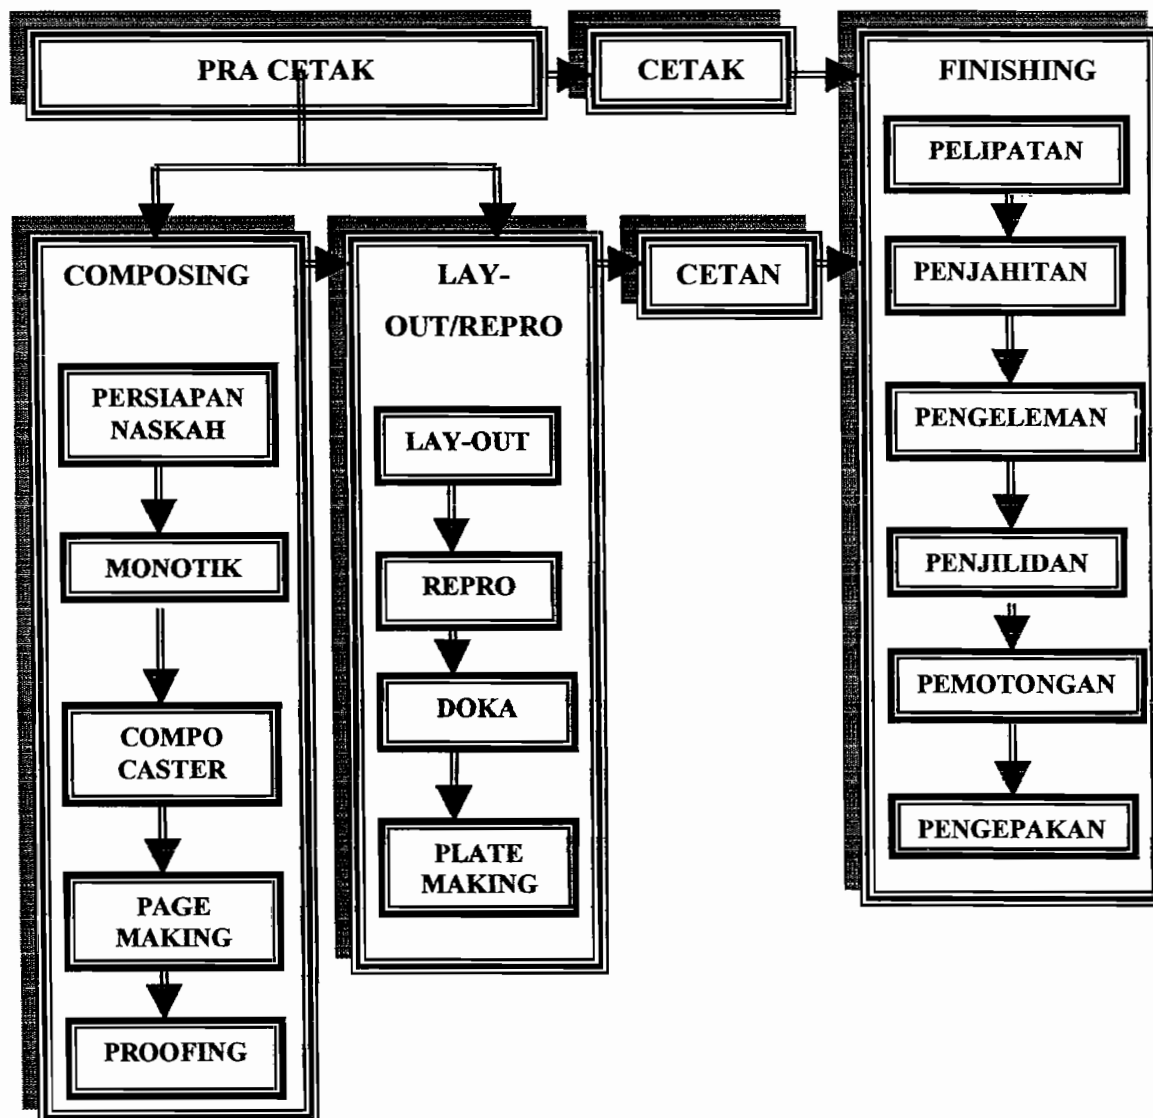 PRA CETAK
CETAK
FINISHING
PELIPATAN
PENJAHITAN
PENGELEMAN
PENJILIDAN
PEMOTONGAN
PENGEPAKAN
COMPOSING
PERSIAPAN
NASKAH
MONOTIK
COMPO
CASTER
PAGE
MAKING
PROOFING
LAY-
OUT/REPRO
LAY-OUT
REPRO
DOKA
PLATE
MAKING
CETAN